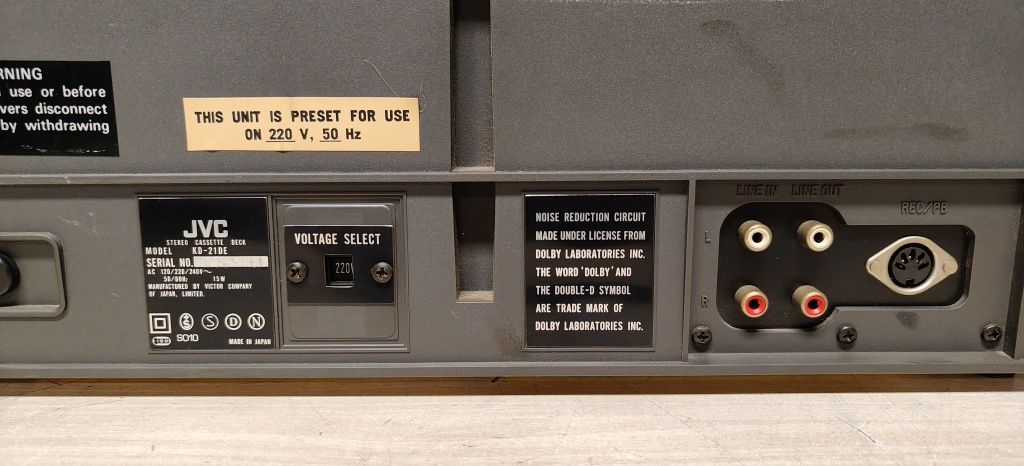 RNING
use or before
vers disconnect
by withdrawing
THIS UNIT IS PRESET FOR USE
ON 220 V, 50 Hz
JVC
STEREO CASSETTE DECK
MODEL KD-21DE
SERIAL NO.
AC 120/220/240V~
50/60Hz 15W
MANUFACTURED BY VICTOR COMPANY
OF JAPAN, LIMITED.
S D N
SO10
MADE IN JAPAN
VOLTAGE SELECT
220V
NOISE REDUCTION CIRCUIT
MADE UNDER LICENSE FROM
DOLBY LABORATORIES INC.
THE WORD 'DOLBY' AND
THE DOUBLE-D SYMBOL
ARE TRADE MARK OF
DOLBY LABORATORIES INC.
LINE IN LINE OUT
REC/PB
L
R